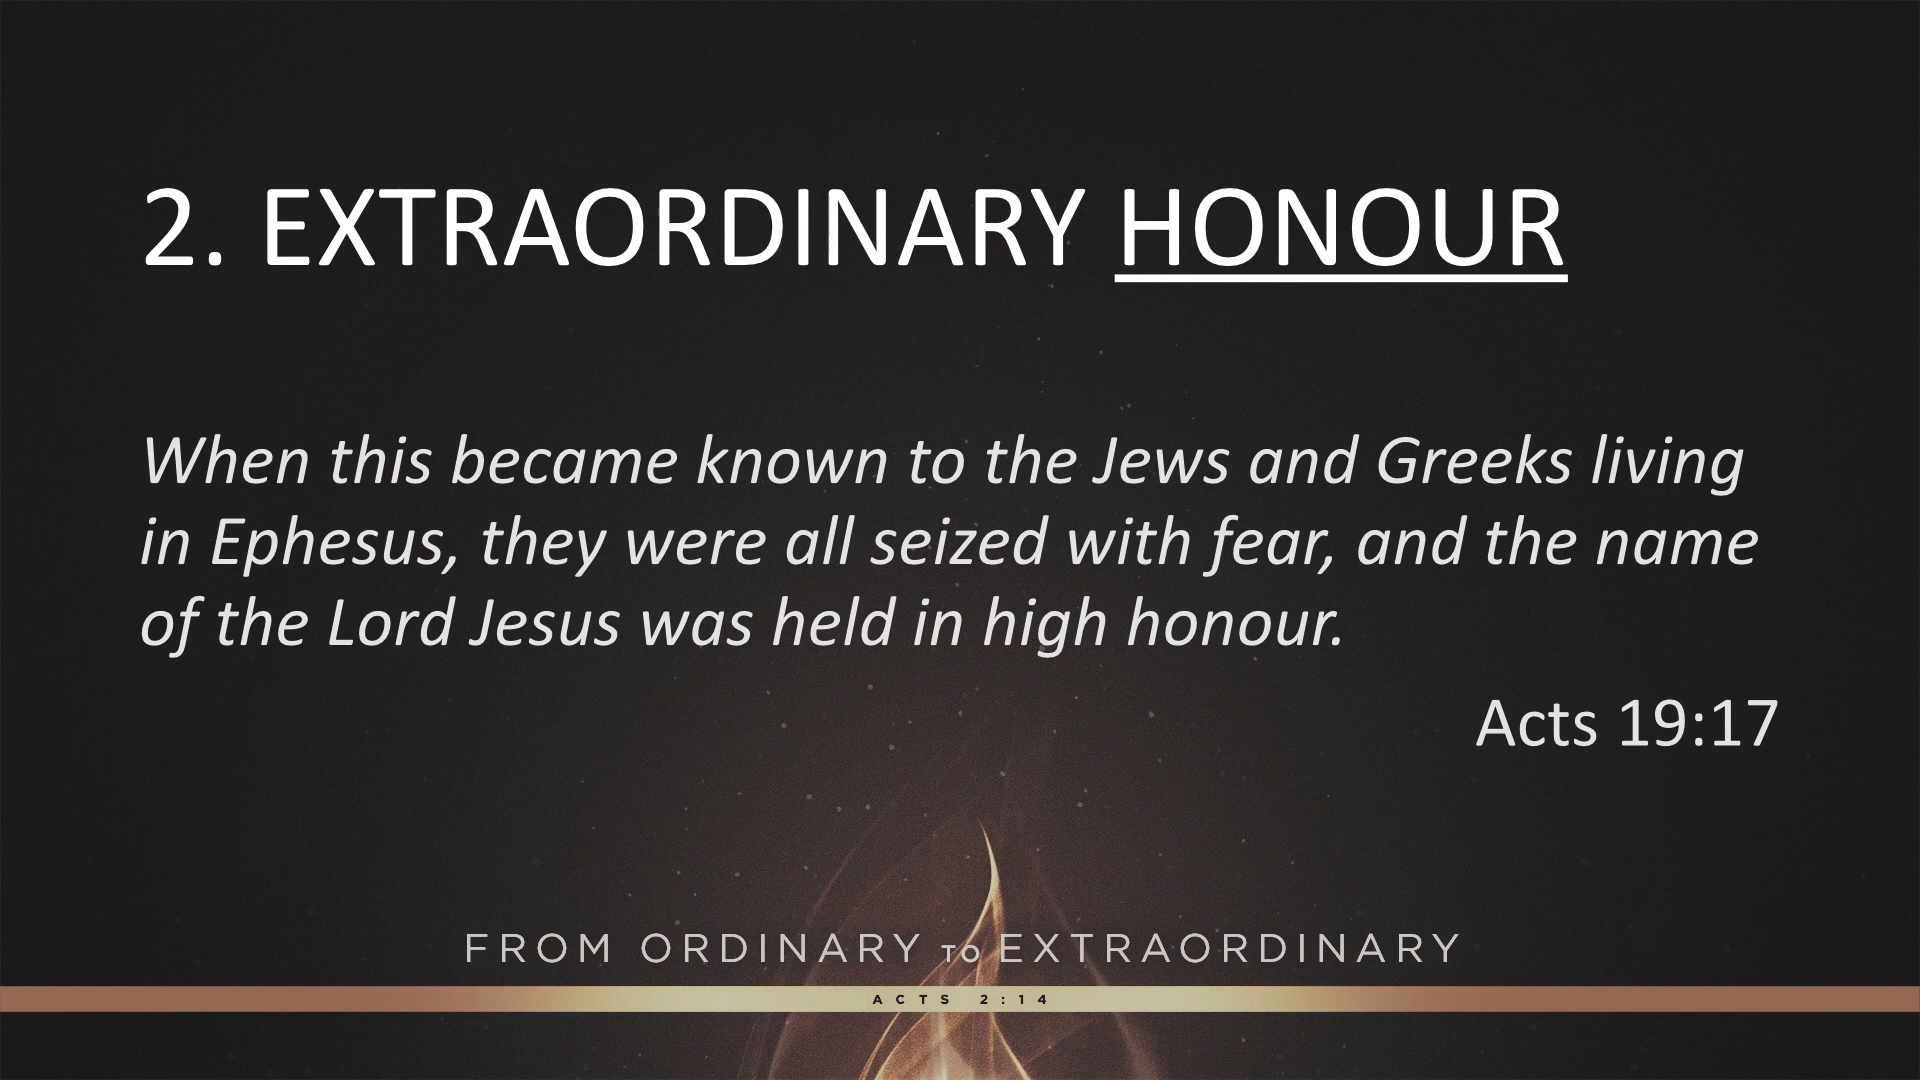 2. EXTRAORDINARY HONOUR
When this became known to the Jews and Greeks living
in Ephesus, they were all seized with fear, and the name
of the Lord Jesus was held in high honour.
Acts 19:17
FROM ORDINARY TO EXTRAORDINARY
ACTS 2:14